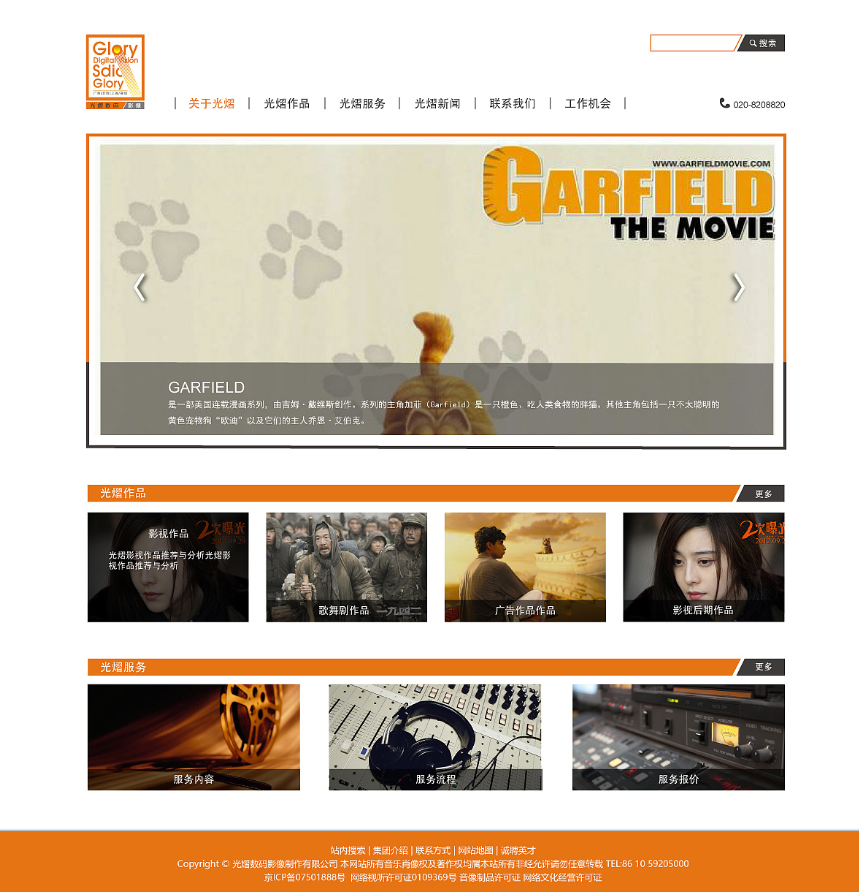 搜索
Glory
Digital Vision
Sdio
Glory
光熠数码 影像
关于光熠 | 光熠作品 | 光熠服务 | 光熠新闻 | 联系我们 | 工作机会 |
020-8208820
WWW.GARFIELDMOVIE.COM
GARFIELD
THE MOVIE
GARFIELD
是一部美国连载漫画系列，由吉姆·戴维斯创作。系列的主角加菲（Garfield）是一只橙色、吃人类食物的胖猫。其他主角包括一只不太聪明的
黄色宠物狗“欧迪”以及它们的主人乔恩·艾伯克。
光熠作品
更多
影视作品
2次曝光
光熠影视作品推荐与分析光熠影
视作品推荐与分析
歌舞剧作品
一九四二
广告作品作品
2次曝光
影视后期作品
光熠服务
更多
服务内容
服务流程
服务报价
站内搜索 | 集团介绍 | 联系方式 | 网站地图 | 诚聘英才
Copyright © 光熠数码影像制作有限公司 本网站所有音乐肖像权及著作权均属本站所有非经允许请勿任意转载 TEL:86 10 59205000
京ICP备07501888号 网络视听许可证0109369号 音像制品许可证 网络文化经营许可证